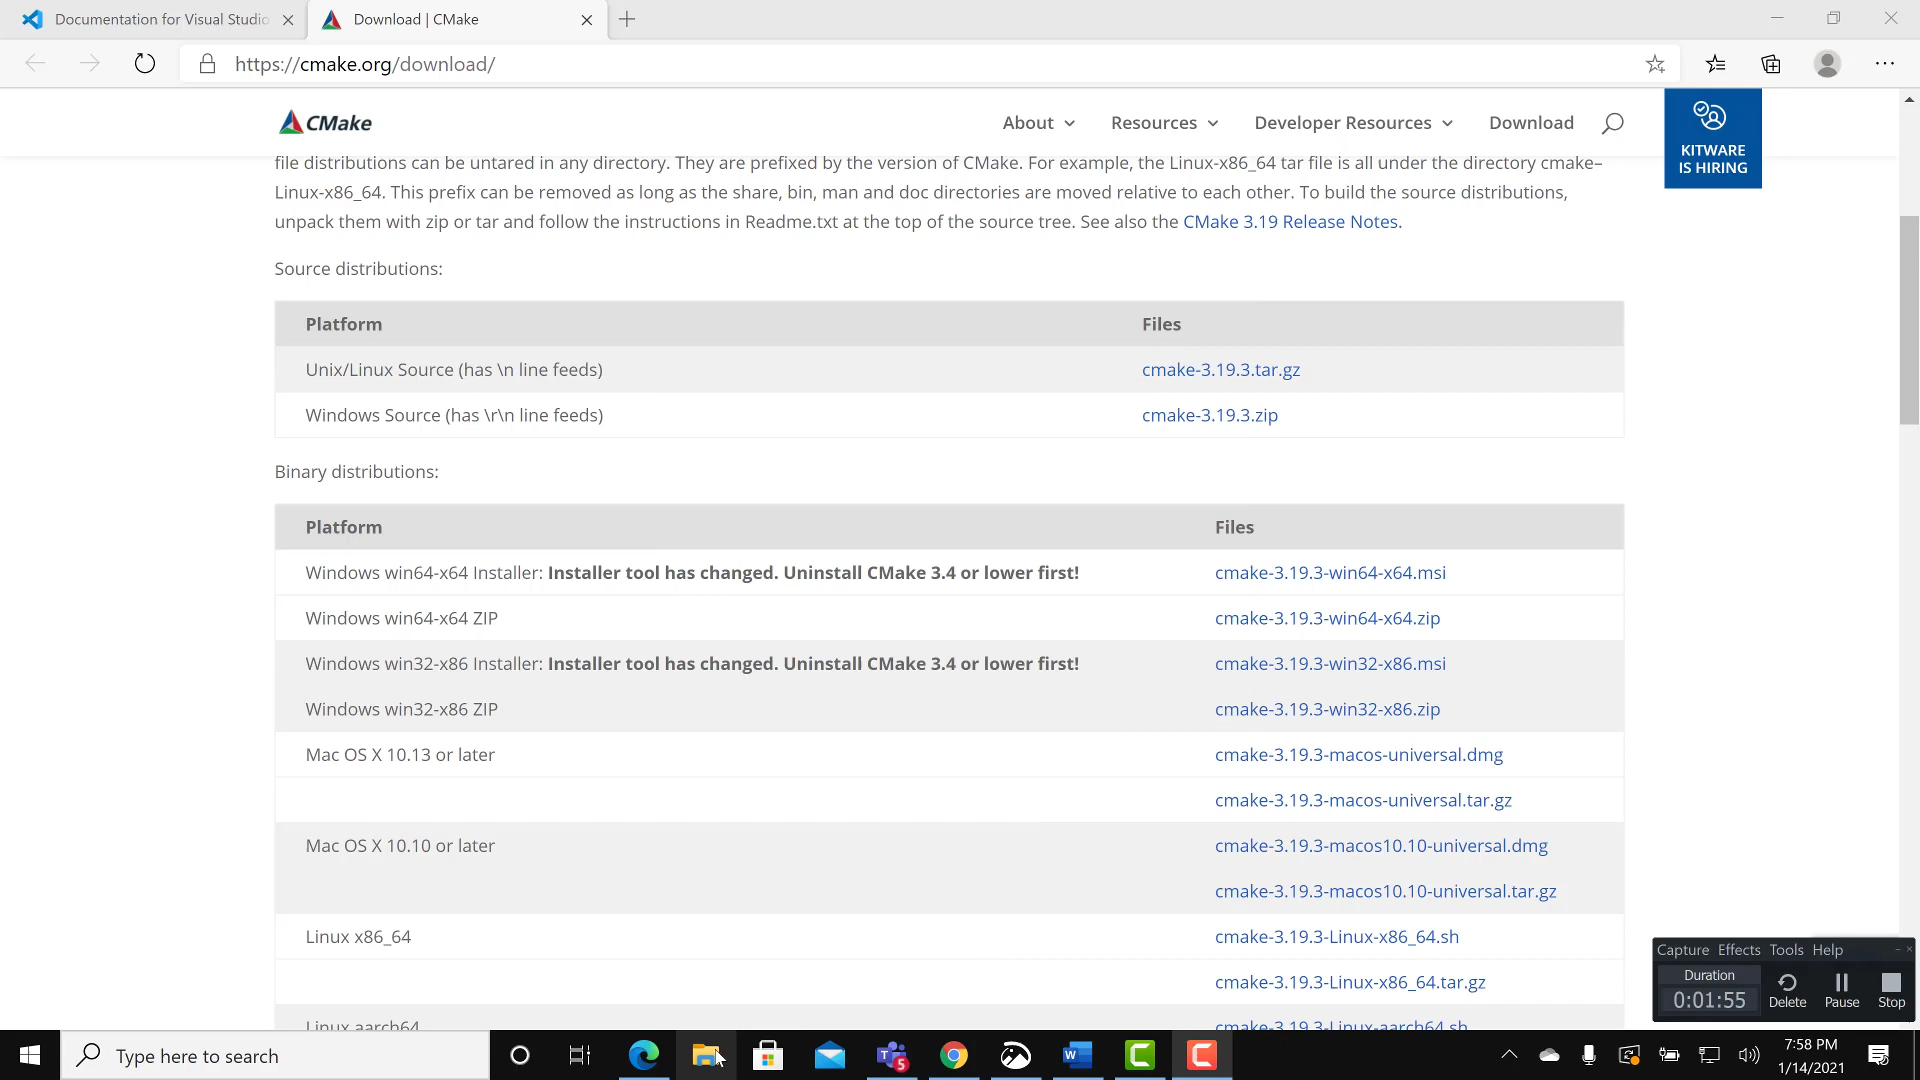 Documentation for Visual Studio
Download | CMake
https://cmake.org/download/
CMake
About
Resources
Developer Resources
Download
KITWARE
IS HIRING
file distributions can be untared in any directory. They are prefixed by the version of CMake. For example, the Linux-x86_64 tar file is all under the directory cmake–
Linux-x86_64. This prefix can be removed as long as the share, bin, man and doc directories are moved relative to each other. To build the source distributions,
unpack them with zip or tar and follow the instructions in Readme.txt at the top of the source tree. See also the CMake 3.19 Release Notes.
Source distributions:
Platform Files
Unix/Linux Source (has \n line feeds) cmake-3.19.3.tar.gz
Windows Source (has \r\n line feeds) cmake-3.19.3.zip
Binary distributions:
Platform Files
Windows win64-x64 Installer: Installer tool has changed. Uninstall CMake 3.4 or lower first! cmake-3.19.3-win64-x64.msi
Windows win64-x64 ZIP cmake-3.19.3-win64-x64.zip
Windows win32-x86 Installer: Installer tool has changed. Uninstall CMake 3.4 or lower first! cmake-3.19.3-win32-x86.msi
Windows win32-x86 ZIP cmake-3.19.3-win32-x86.zip
Mac OS X 10.13 or later cmake-3.19.3-macos-universal.dmg
cmake-3.19.3-macos-universal.tar.gz
Mac OS X 10.10 or later cmake-3.19.3-macos10.10-universal.dmg
cmake-3.19.3-macos10.10-universal.tar.gz
Linux x86_64 cmake-3.19.3-Linux-x86_64.sh
cmake-3.19.3-Linux-x86_64.tar.gz
Linux aarch64 cmake-3.19.3-Linux-aarch64.sh
Capture Effects Tools Help
Duration
0:01:55
Delete Pause Stop
Type here to search
5
W
7:58 PM
1/14/2021